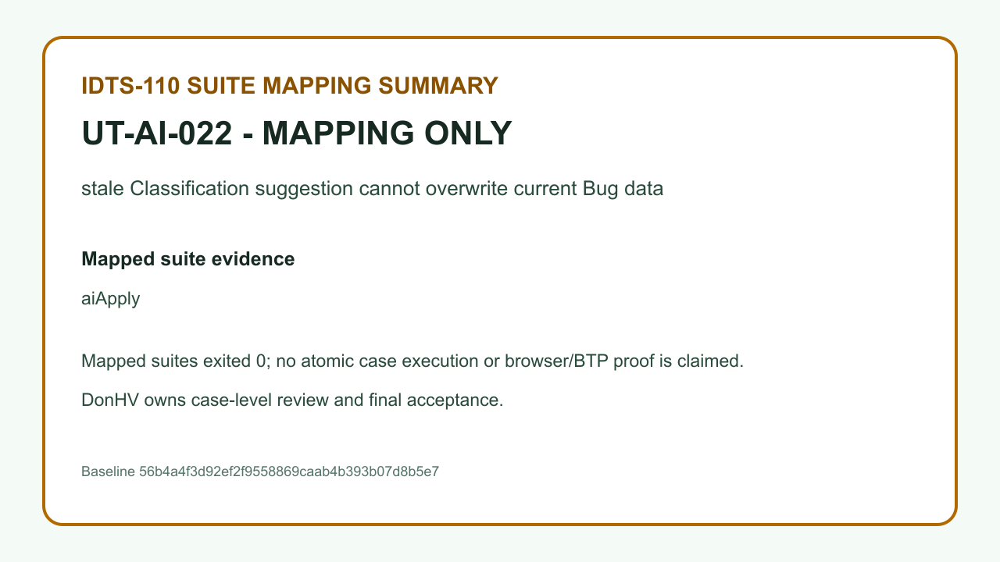 IDTS-110 SUITE MAPPING SUMMARY
UT-AI-022 - MAPPING ONLY
stale Classification suggestion cannot overwrite current Bug data
Mapped suite evidence
aiApply
Mapped suites exited 0; no atomic case execution or browser/BTP proof is claimed.
DonHV owns case-level review and final acceptance.
Baseline 56b4a4f3d92ef2f9558869caab4b393b07d8b5e7